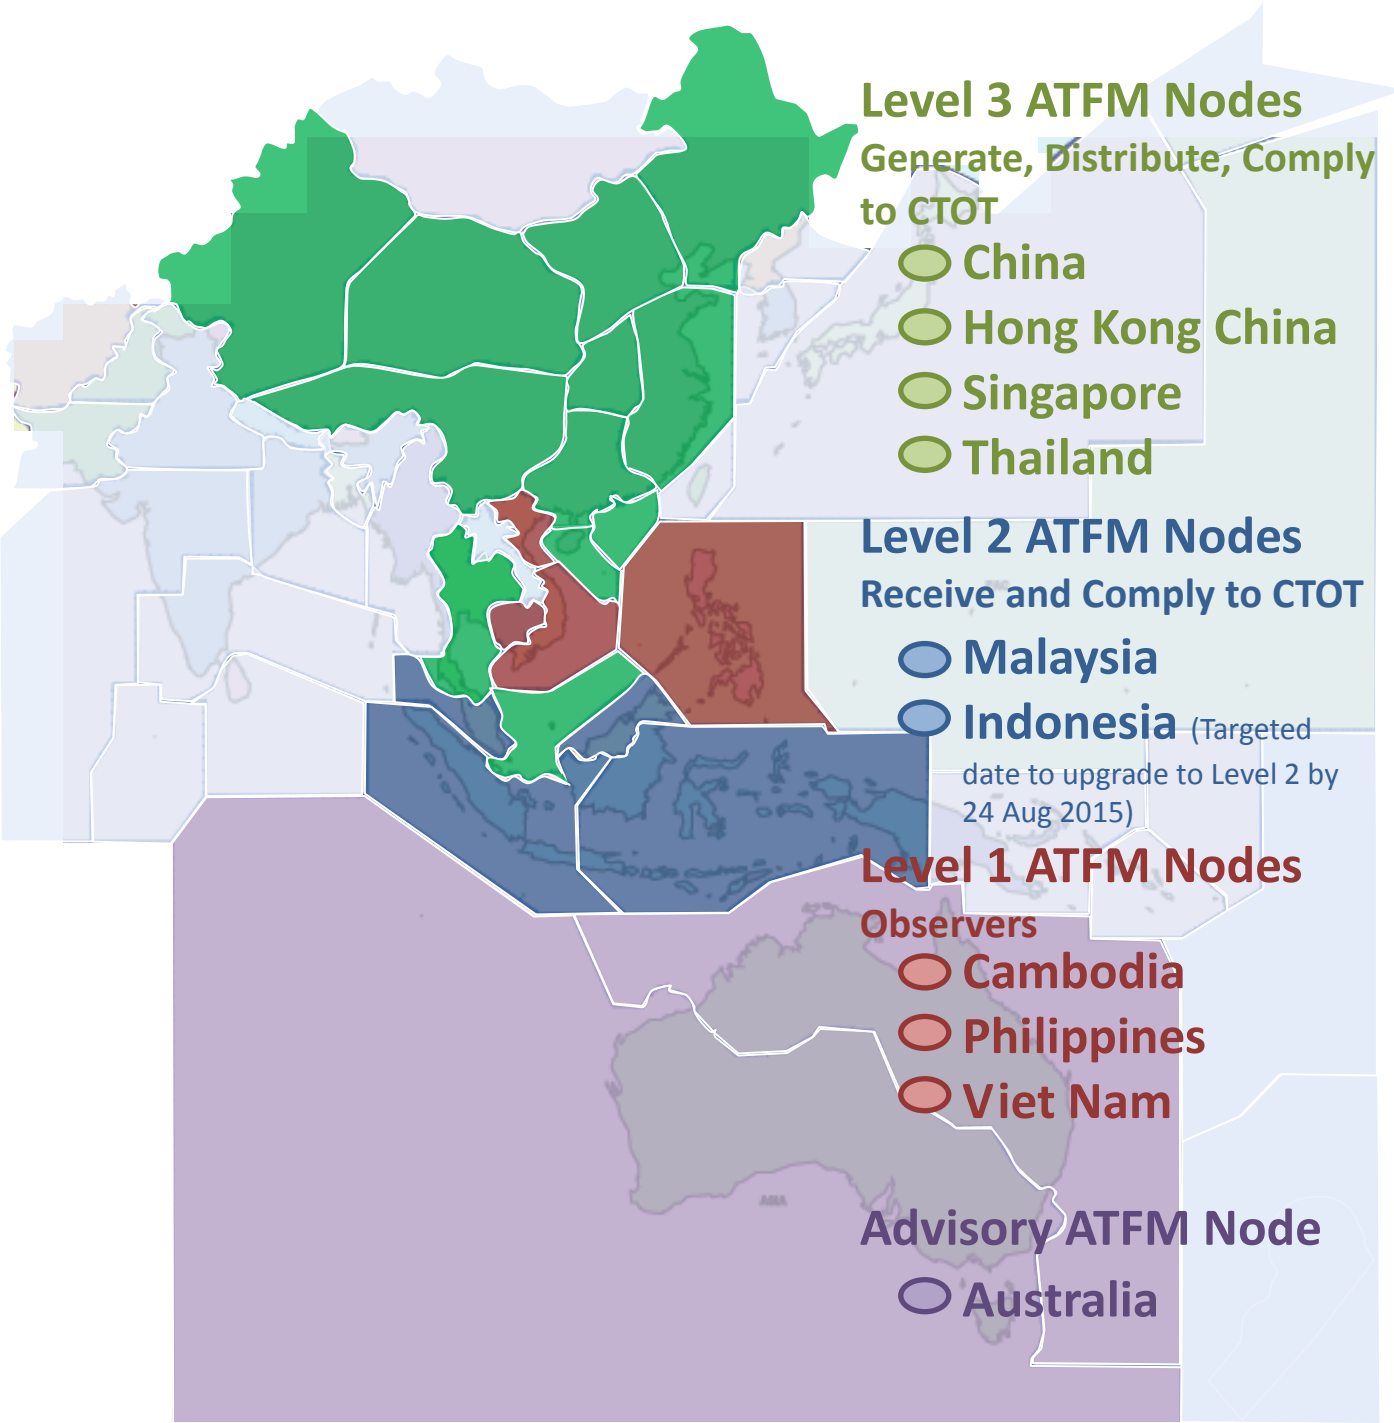 Level 3 ATFM Nodes
Generate, Distribute, Comply
to CTOT
China
Hong Kong China
Singapore
Thailand
Level 2 ATFM Nodes
Receive and Comply to CTOT
Malaysia
Indonesia (Targeted
date to upgrade to Level 2 by
24 Aug 2015)
Level 1 ATFM Nodes
Observers
Cambodia
Philippines
Viet Nam
ASIA
Advisory ATFM Node
Australia